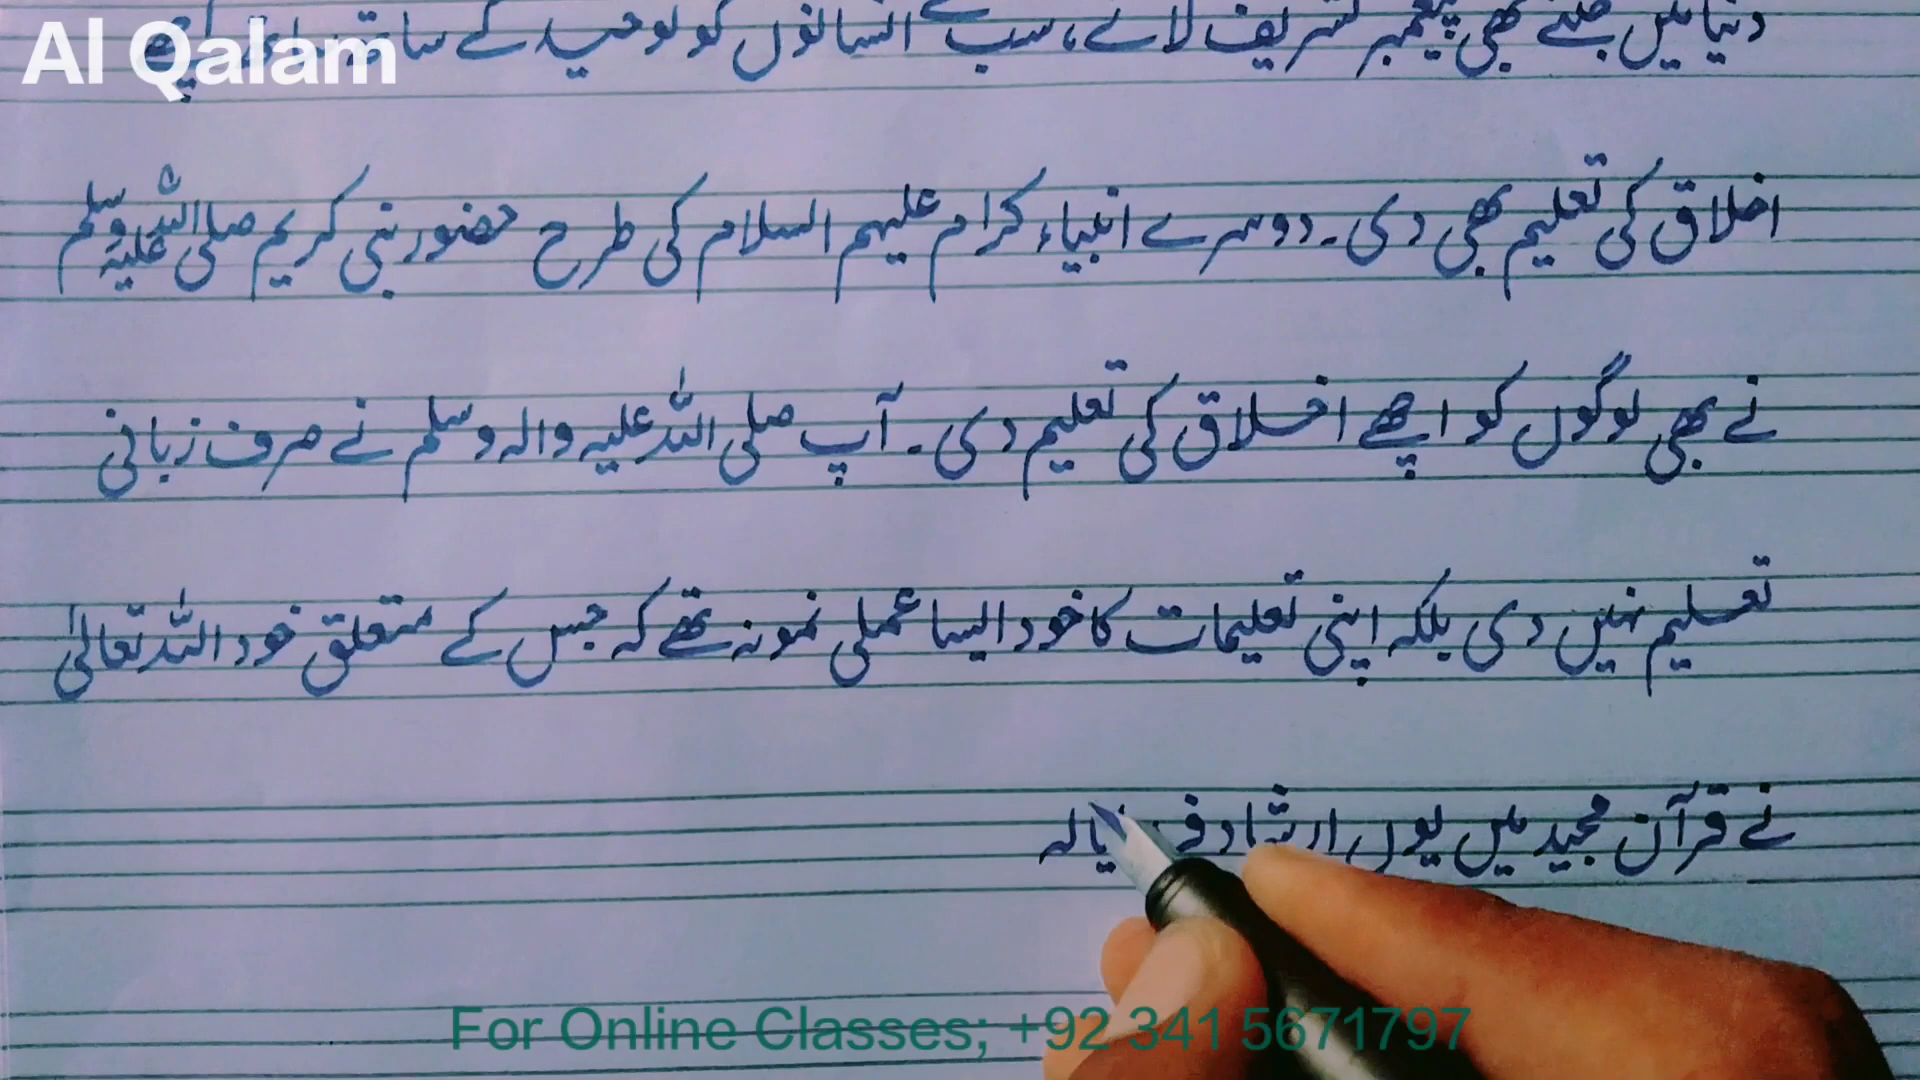 Al Qalam
دنیا میں جتنے بھی پیغمبر تشریف لائے، سب نے انسانوں کو توحید کے ساتھ ساتھ اچھے
اخلاق کی تعلیم بھی دی۔ دوسرے انبیاء کرام علیہم السلام کی طرح حضور نبی کریم صلی اللہ علیہ وسلم
نے بھی لوگوں کو اچھے اخلاق کی تعلیم دی۔ آپ صلی اللہ علیہ والہ وسلم نے صرف زبانی
تعلیم نہیں دی بلکہ اپنی تعلیمات کا خود ایسا عملی نمونہ تھے کہ جس کے متعلق خود اللہ تعالیٰ
نے قرآن مجید میں یوں ارشاد
For Online Classes; +92 341 5671797